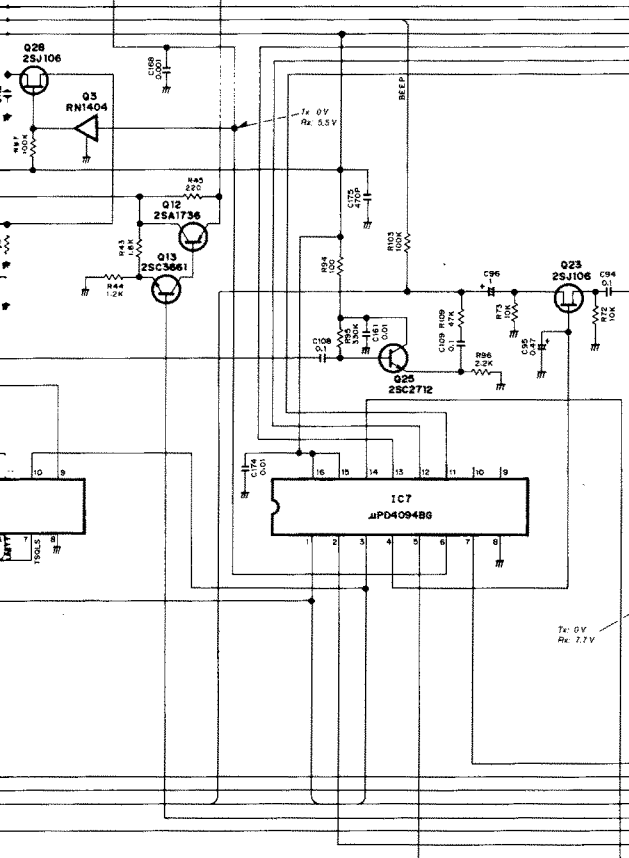 Q28
2SJ106
Q3
RN1404
100K
C168
0.001
Tx: 0V
Rx: 5.5V
BEEP
R45
220
Q12
2SA1736
R43
1.8K
Q13
2SC3661
R44
1.2K
C175
470P
R94
100
R103
100K
C96
1
Q23
2SJ106
C94
0.1
R73
10K
R72
10K
C95
0.47
R109
47K
C109
0.1
R96
2.2K
C108
0.1
R95
330K
C161
0.01
Q25
2SC2712
C174
0.01
10 9
16 15 14 13 12 11 10 9
IC7
µPD4094BG
1 2 3 4 5 6 7 8
7 8
TSQLS
Tx: 0V
Rx: 7.7V